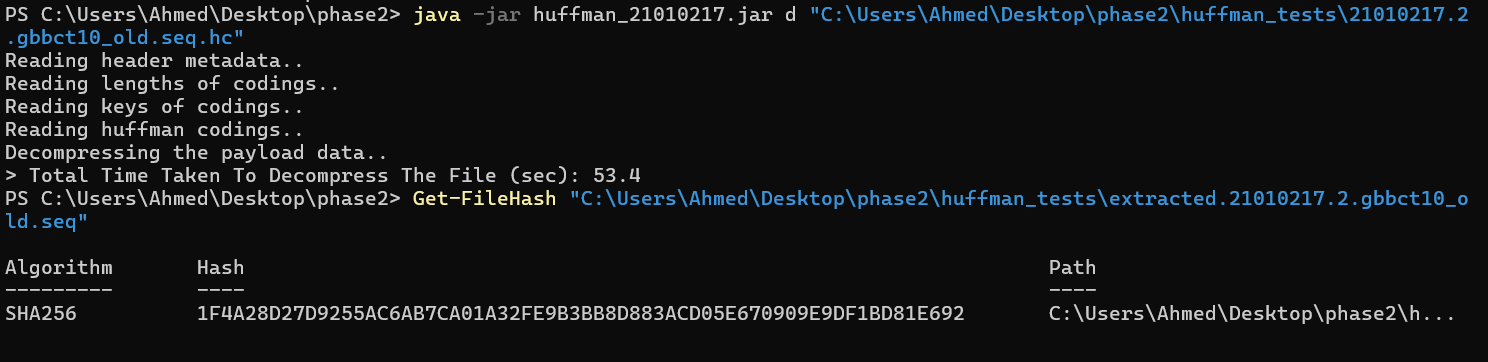 PS C:\Users\Ahmed\Desktop\phase2> java -jar huffman_21010217.jar d "C:\Users\Ahmed\Desktop\phase2\huffman_tests\21010217.2
.gbbct10_old.seq.hc"
Reading header metadata..
Reading lengths of codings..
Reading keys of codings..
Reading huffman codings..
Decompressing the payload data..
> Total Time Taken To Decompress The File (sec): 53.4
PS C:\Users\Ahmed\Desktop\phase2> Get-FileHash "C:\Users\Ahmed\Desktop\phase2\huffman_tests\extracted.21010217.2.gbbct10_o
ld.seq"
Algorithm       Hash                                                                   Path
---------       ----                                                                   ----
SHA256          1F4A28D27D9255AC6AB7CA01A32FE9B3BB8D883ACD05E670909E9DF1BD81E692       C:\Users\Ahmed\Desktop\phase2\h...